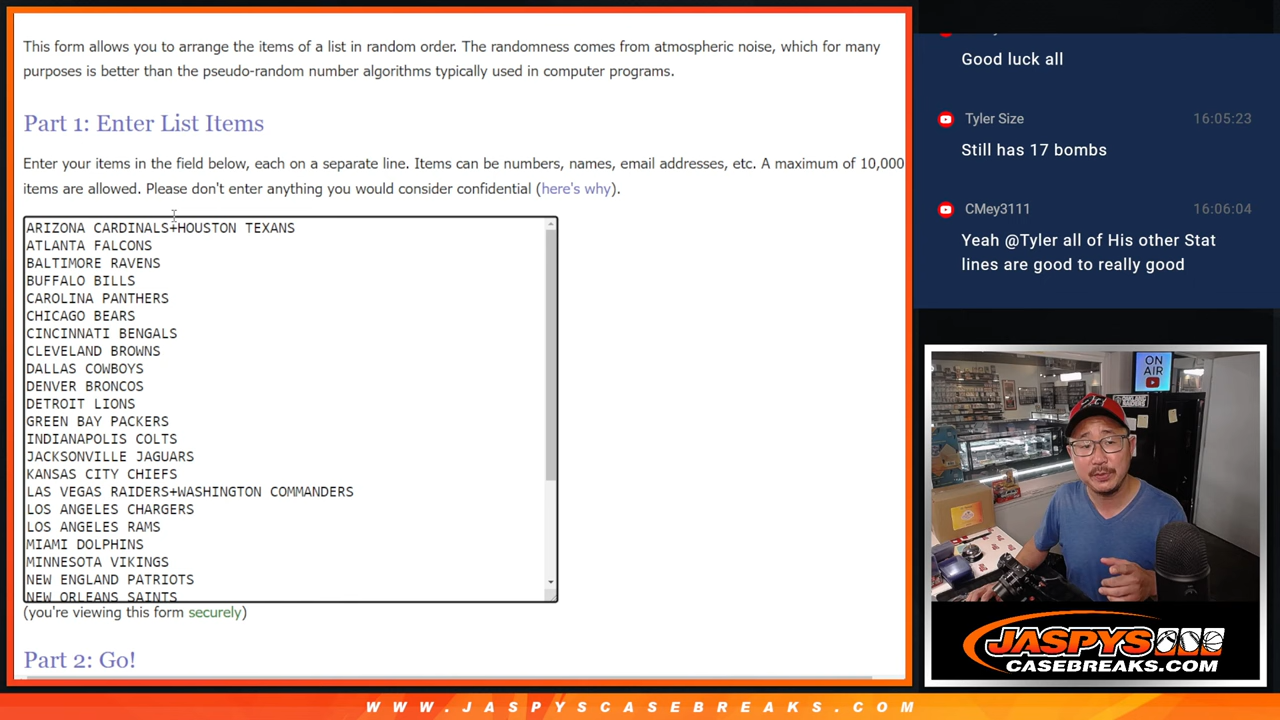 This form allows you to arrange the items of a list in random order. The randomness comes from atmospheric noise, which for many
purposes is better than the pseudo-random number algorithms typically used in computer programs.
Part 1: Enter List Items
Enter your items in the field below, each on a separate line. Items can be numbers, names, email addresses, etc. A maximum of 10,000
items are allowed. Please don't enter anything you would consider confidential (here's why).
ARIZONA CARDINALS+HOUSTON TEXANS
ATLANTA FALCONS
BALTIMORE RAVENS
BUFFALO BILLS
CAROLINA PANTHERS
CHICAGO BEARS
CINCINNATI BENGALS
CLEVELAND BROWNS
DALLAS COWBOYS
DENVER BRONCOS
DETROIT LIONS
GREEN BAY PACKERS
INDIANAPOLIS COLTS
JACKSONVILLE JAGUARS
KANSAS CITY CHIEFS
LAS VEGAS RAIDERS+WASHINGTON COMMANDERS
LOS ANGELES CHARGERS
LOS ANGELES RAMS
MIAMI DOLPHINS
MINNESOTA VIKINGS
NEW ENGLAND PATRIOTS
NEW ORLEANS SAINTS
(you're viewing this form securely)
Part 2: Go!
Good luck all
Tyler Size 16:05:23
Still has 17 bombs
CMey3111 16:06:04
Yeah @Tyler all of His other Stat
lines are good to really good
ON
AIR
JASPYS
CASEBREAKS.COM
WWW.JASPYSCASEBREAKS.COM